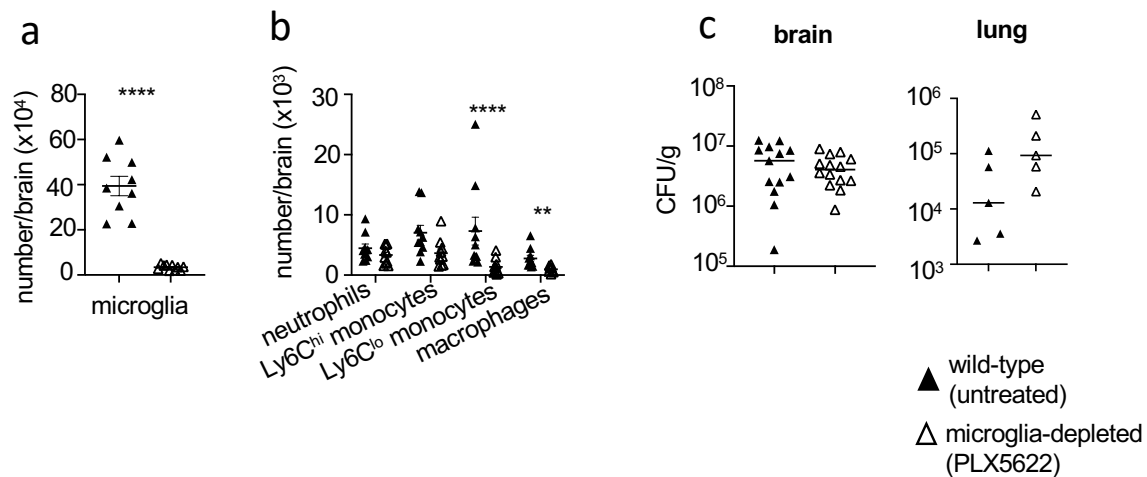 a
number/brain (x10⁴)
80
60
40
20
0
****
microglia
b
number/brain (x10³)
30
20
10
0
****
**
neutrophils
Ly6Cʰⁱ monocytes
Ly6Cˡᵒ monocytes
macrophages
c
brain
CFU/g
10⁸
10⁷
10⁶
10⁵
lung
10⁶
10⁵
10⁴
10³
wild-type
(untreated)
microglia-depleted
(PLX5622)